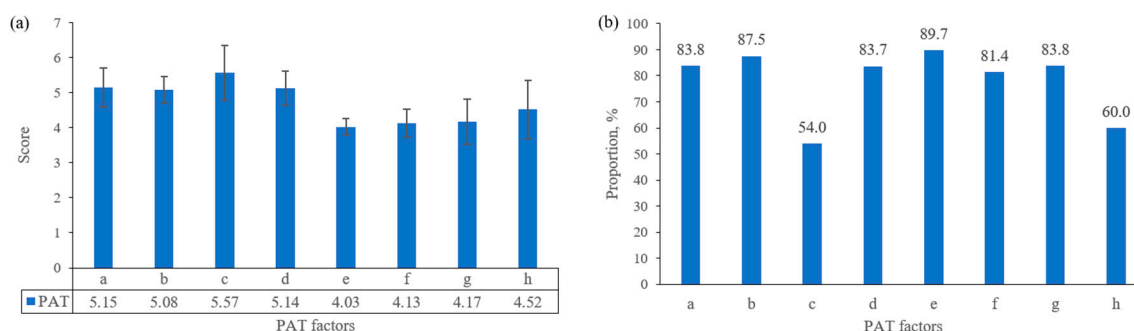 (a)
Score
7
6
5
4
3
2
1
0
a b c d e f g h
PAT 5.15 5.08 5.57 5.14 4.03 4.13 4.17 4.52
PAT factors
(b)
Proportion, %
100
90
80
70
60
50
40
30
20
10
0
83.8 87.5 54.0 83.7 89.7 81.4 83.8 60.0
a b c d e f g h
PAT factors